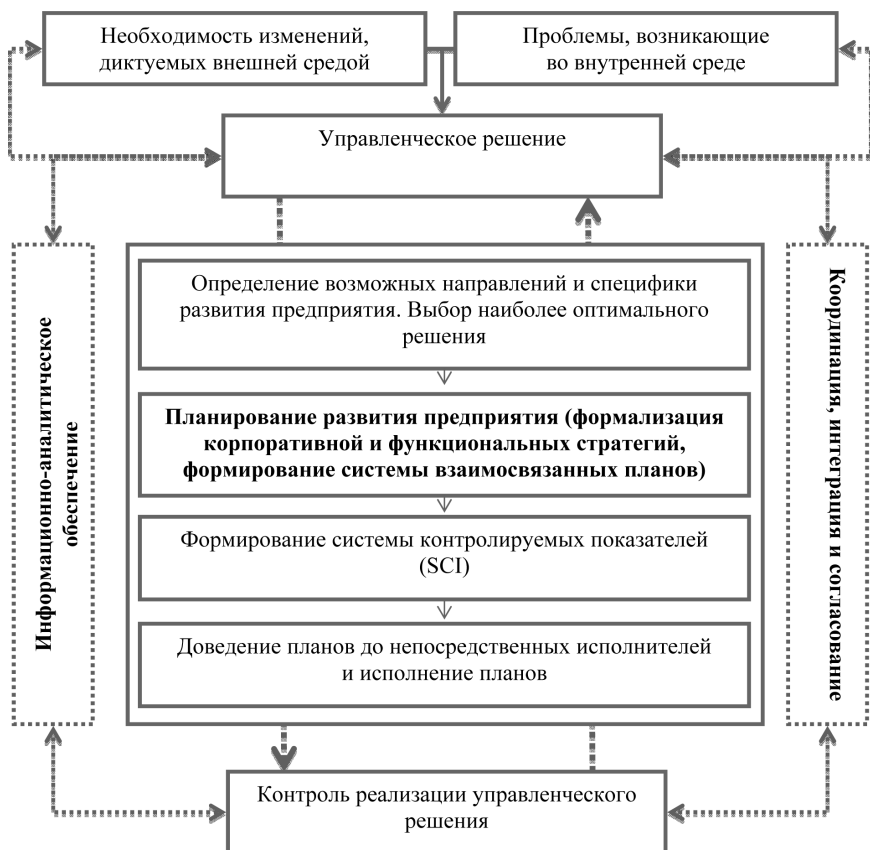 Необходимость изменений,
диктуемых внешней средой
Проблемы, возникающие
во внутренней среде
Управленческое решение
Информационно-аналитическое
обеспечение
Определение возможных направлений и специфики
развития предприятия. Выбор наиболее оптимального
решения
Планирование развития предприятия (формализация
корпоративной и функциональных стратегий,
формирование системы взаимосвязанных планов)
Формирование системы контролируемых показателей
(SCI)
Доведение планов до непосредственных исполнителей
и исполнение планов
Координация, интеграция и согласование
Контроль реализации управленческого
решения